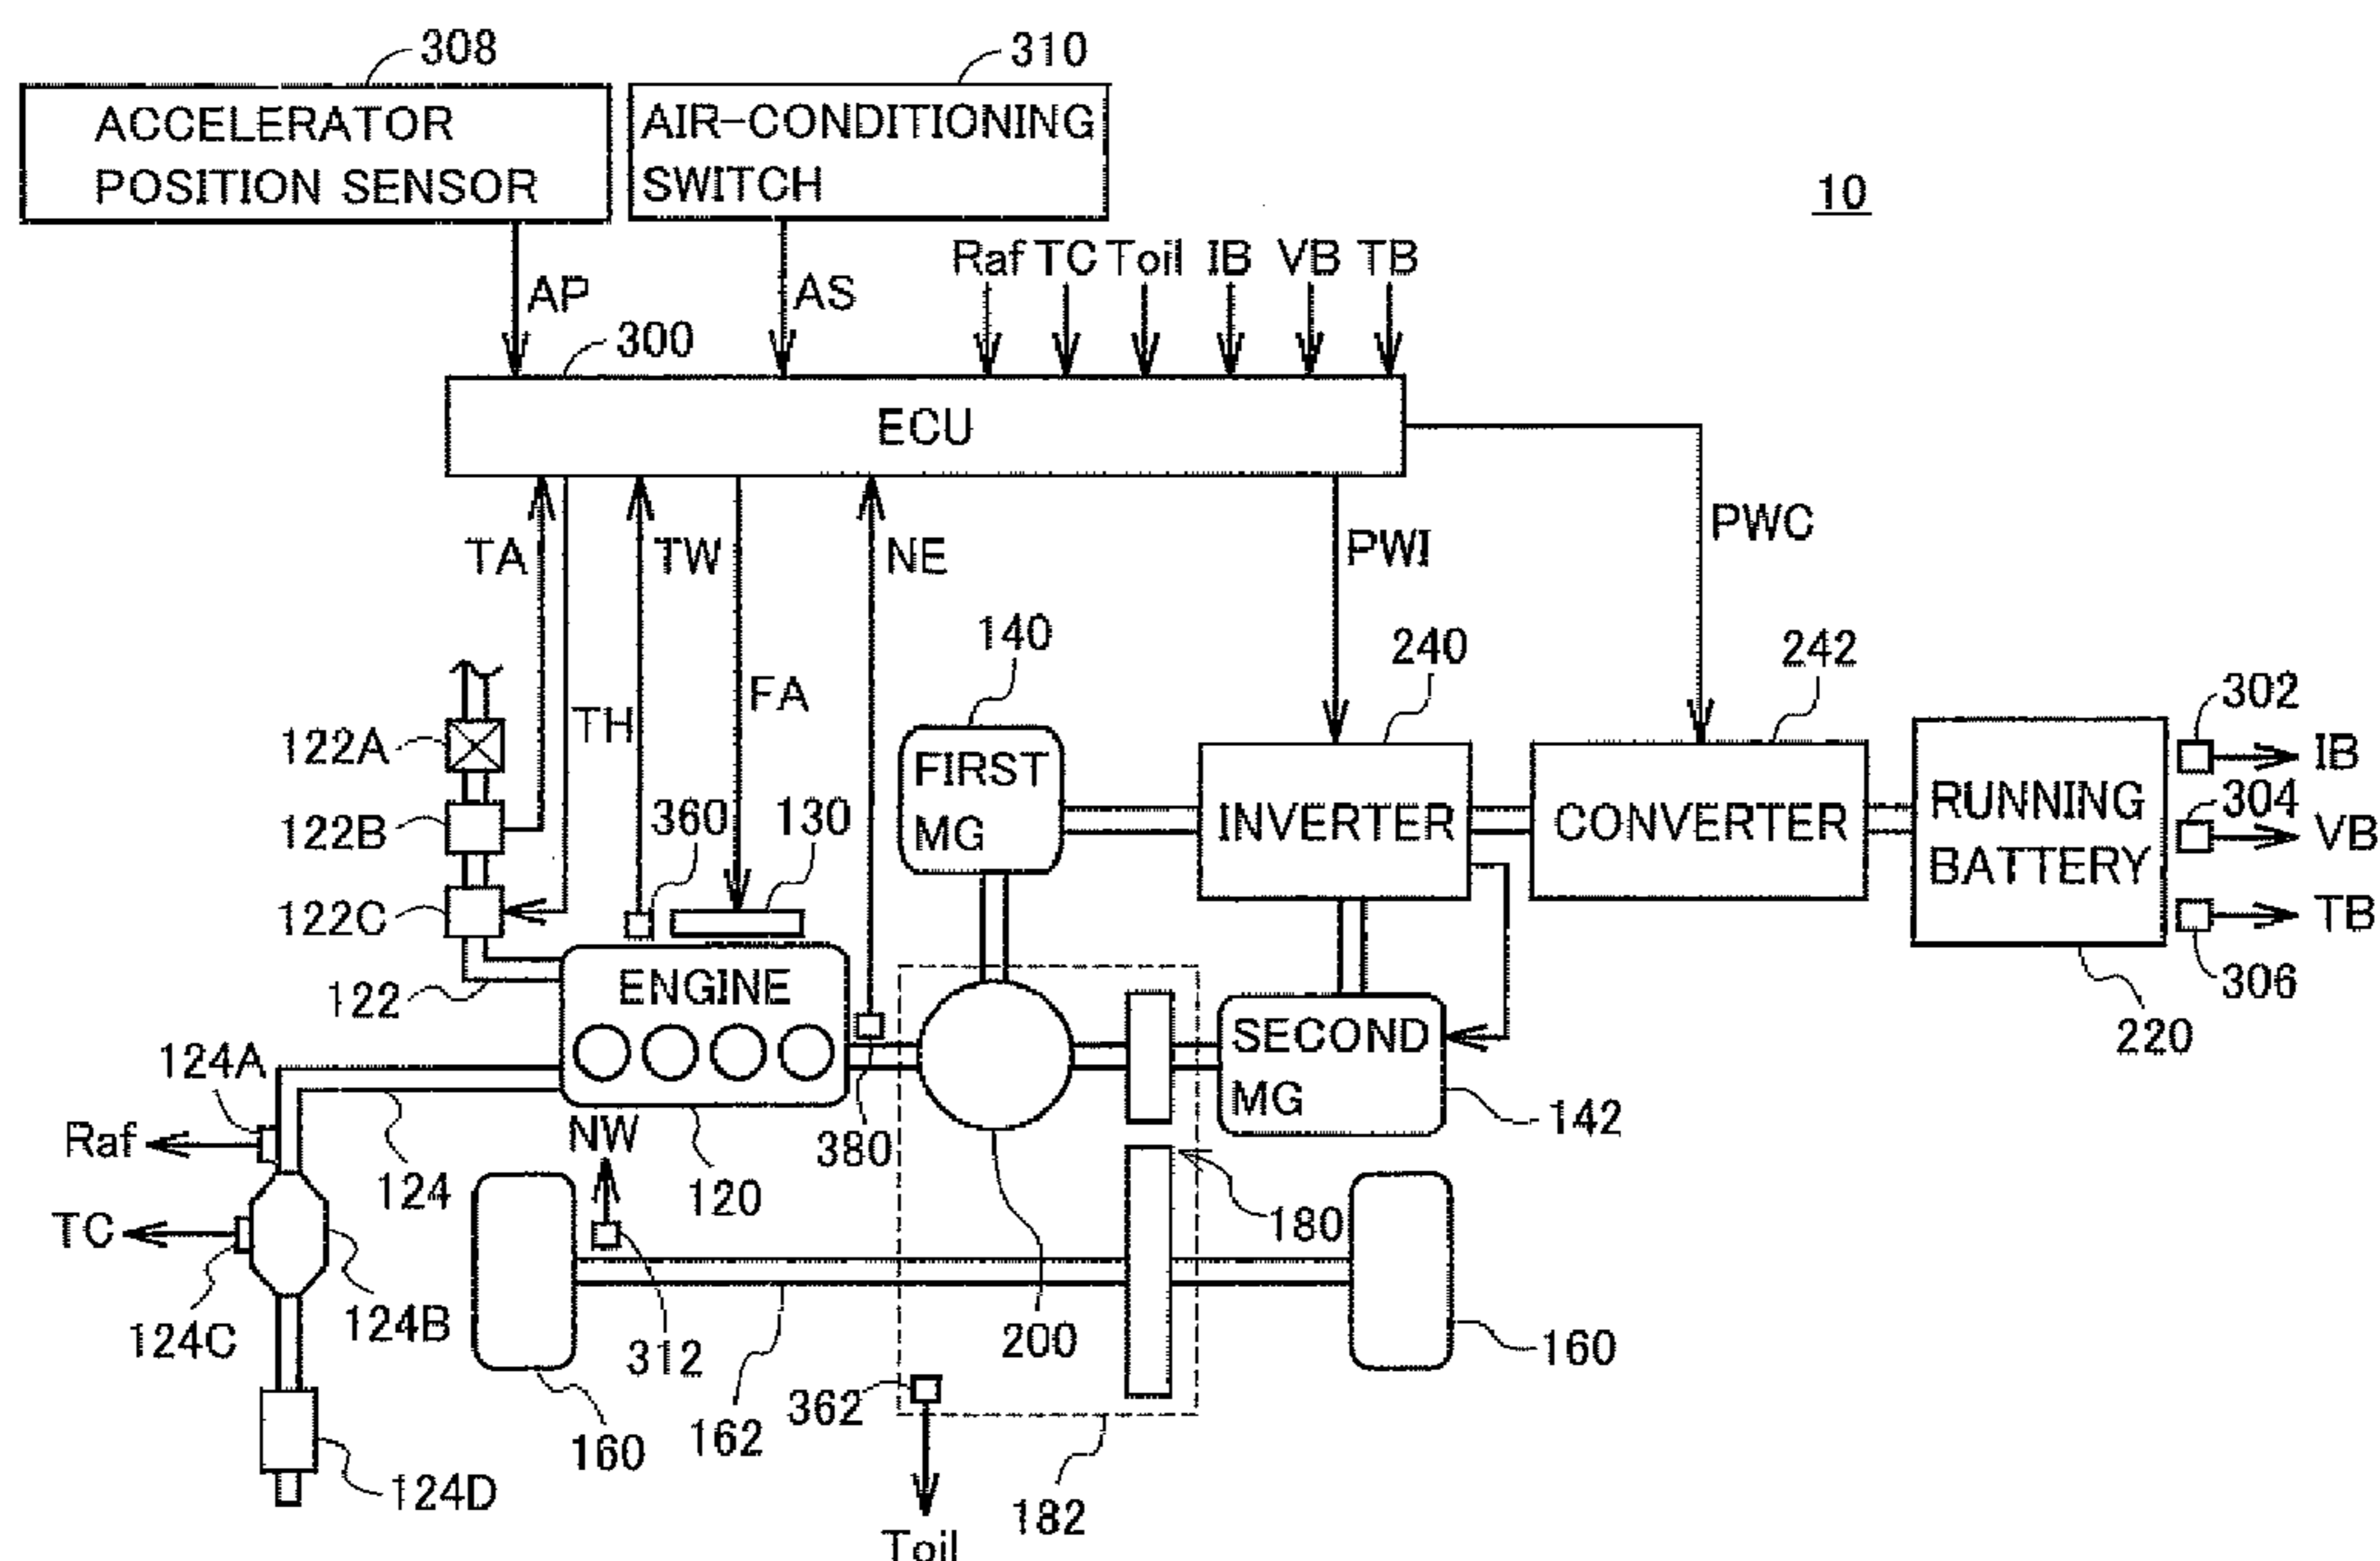 308
310
ACCELERATOR
POSITION SENSOR
AIR-CONDITIONING
SWITCH
10
Raf TC Toil IB VB TB
AP
AS
300
ECU
TA
TW
NE
PWI
PWC
140
240
242
302
122A
TH
FA
FIRST
MG
IB
122B
360
130
INVERTER
CONVERTER
RUNNING
BATTERY
304
VB
122C
TB
122
ENGINE
306
124A
SECOND
MG
220
Raf
NW
380
142
124
120
TC
180
124C
124B
312
200
160
362
160
162
124D
182
Toil